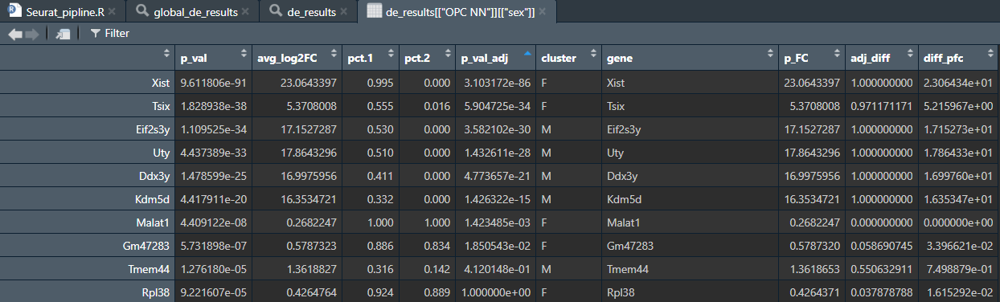 Seurat_pipline.R × global_de_results × de_results × de_results[["OPC NN"]][["sex"]] ×
Filter
p_val avg_log2FC pct.1 pct.2 p_val_adj cluster gene p_FC adj_diff diff_pfc
Xist 9.611806e-91 23.0643397 0.995 0.000 3.103172e-86 F Xist 23.0643397 1.000000000 2.306434e+01
Tsix 1.828938e-38 5.3708008 0.555 0.016 5.904725e-34 F Tsix 5.3708008 0.971171171 5.215967e+00
Eif2s3y 1.109525e-34 17.1527287 0.530 0.000 3.582102e-30 M Eif2s3y 17.1527287 1.000000000 1.715273e+01
Uty 4.437389e-33 17.8643296 0.510 0.000 1.432611e-28 M Uty 17.8643296 1.000000000 1.786433e+01
Ddx3y 1.478599e-25 16.9975956 0.411 0.000 4.773657e-21 M Ddx3y 16.9975956 1.000000000 1.699760e+01
Kdm5d 4.417911e-20 16.3534721 0.332 0.000 1.426322e-15 M Kdm5d 16.3534721 1.000000000 1.635347e+01
Malat1 4.409122e-08 0.2682247 1.000 1.000 1.423485e-03 F Malat1 0.2682247 0.000000000 0.000000e+00
Gm47283 5.731898e-07 0.5787323 0.886 0.834 1.850543e-02 F Gm47283 0.5787320 0.058690745 3.396621e-02
Tmem44 1.276180e-05 1.3618827 0.316 0.142 4.120148e-01 M Tmem44 1.3618653 0.550632911 7.498879e-01
Rpl38 9.221607e-05 0.4264764 0.924 0.889 1.000000e+00 F Rpl38 0.4264371 0.037878788 1.615292e-02